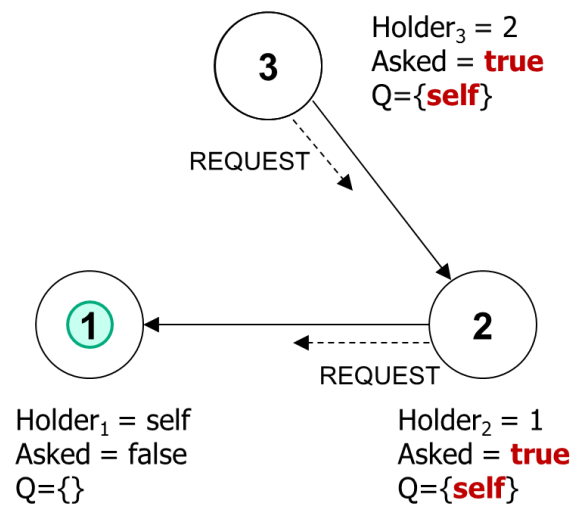 3
Holder₃ = 2
Asked = true
Q={self}
REQUEST
1
2
REQUEST
Holder₁ = self
Asked = false
Q={}
Holder₂ = 1
Asked = true
Q={self}